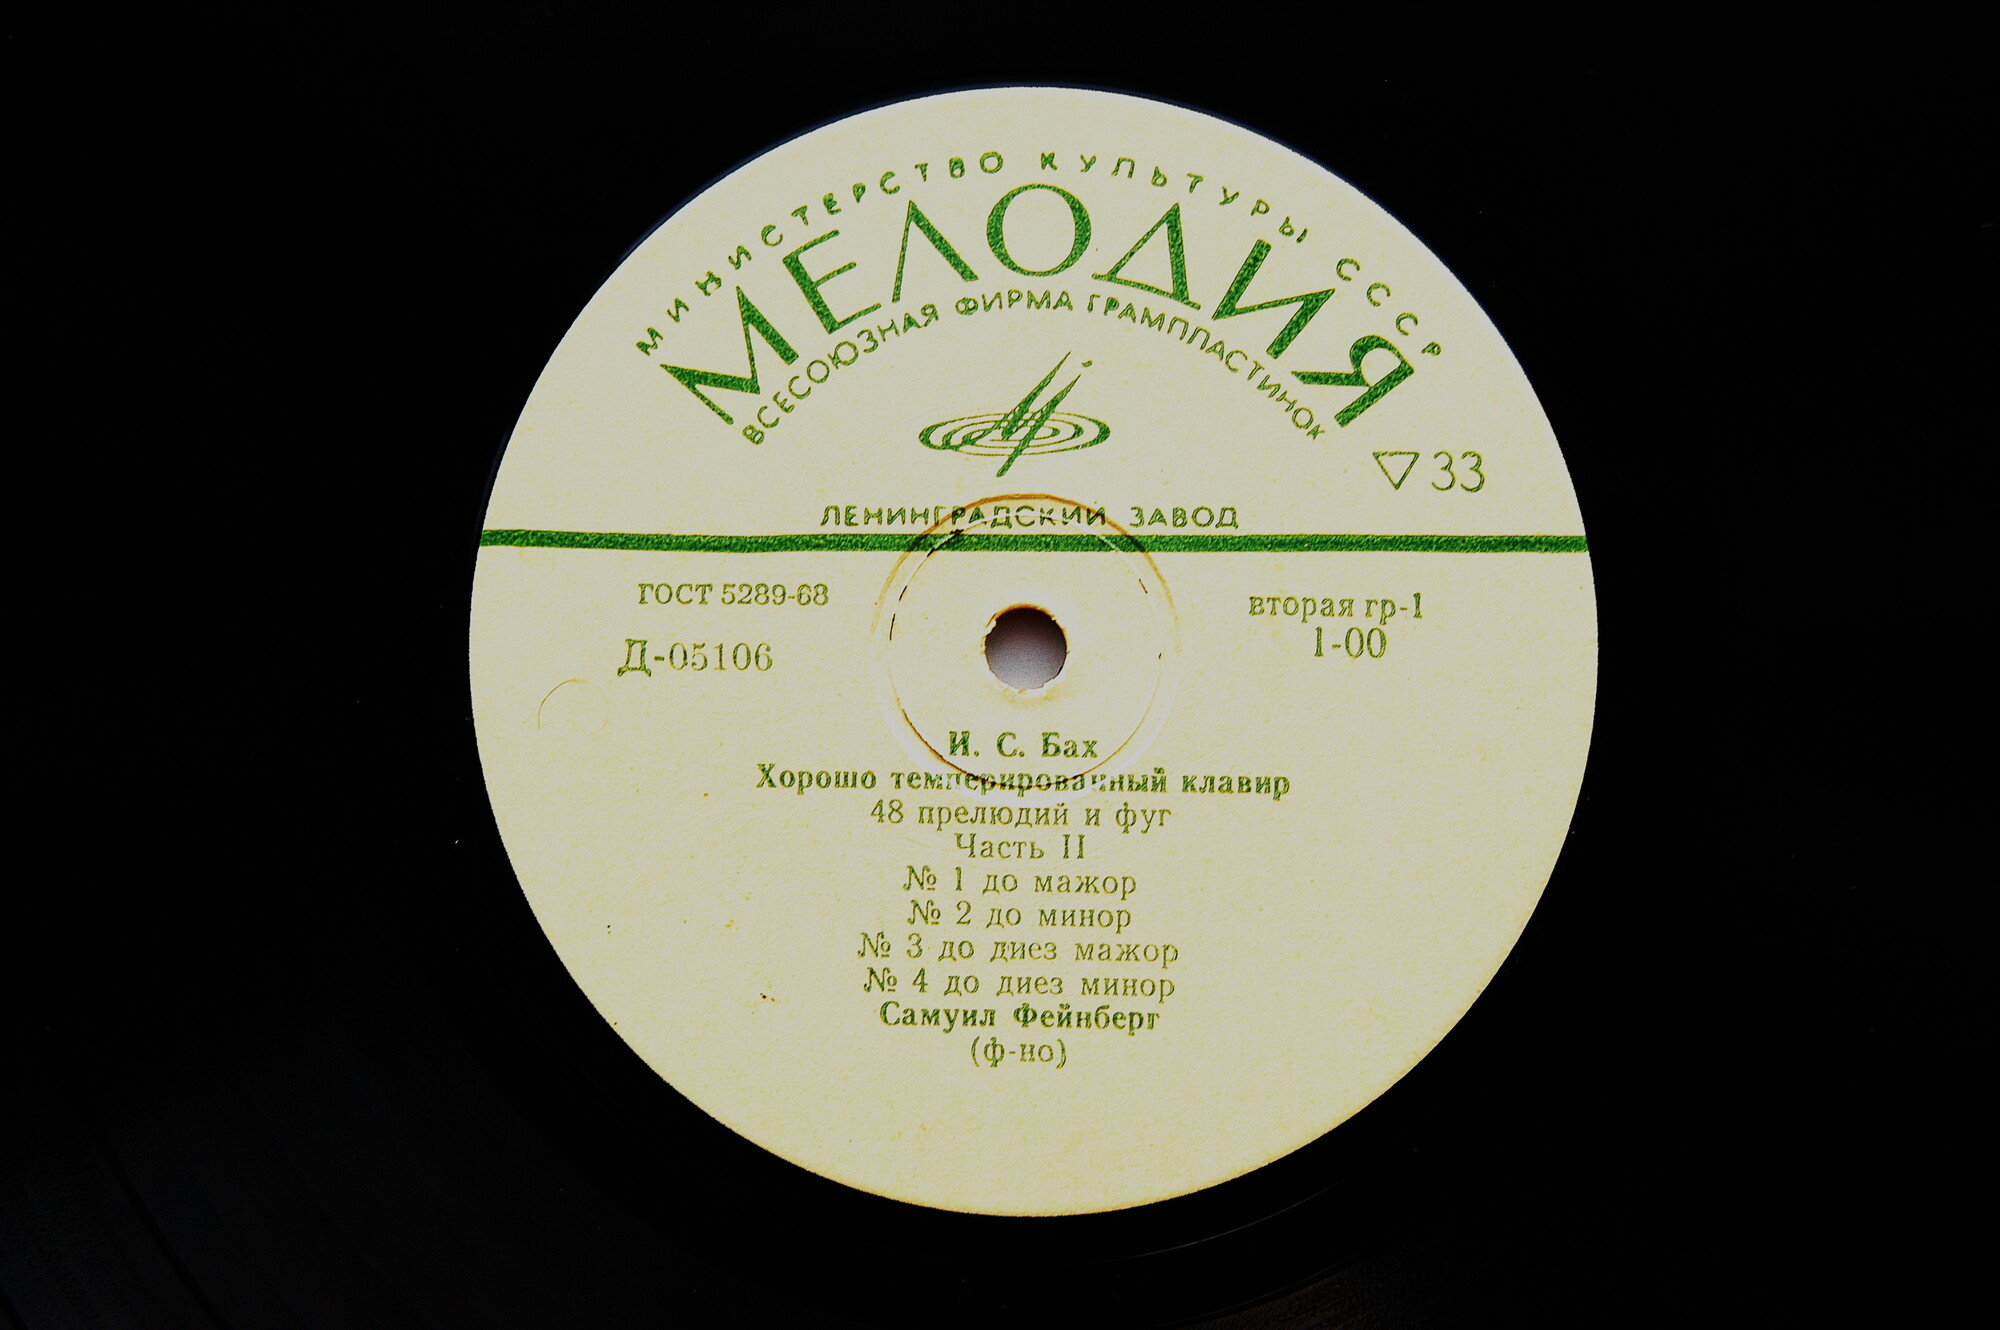 МИНИСТЕРСТВО КУЛЬТУРЫ СССР
МЕЛОДИЯ
ВСЕСОЮЗНАЯ ФИРМА ГРАМПЛАСТИНОК
▽33
ЛЕНИНГРАДСКИЙ ЗАВОД
ГОСТ 5289-68
вторая гр-1
Д-05106
1-00
И. С. Бах
Хорошо темперированный клавир
48 прелюдий и фуг
Часть II
№ 1 до мажор
№ 2 до минор
№ 3 до диез мажор
№ 4 до диез минор
Самуил Фейнберг
(ф-но)